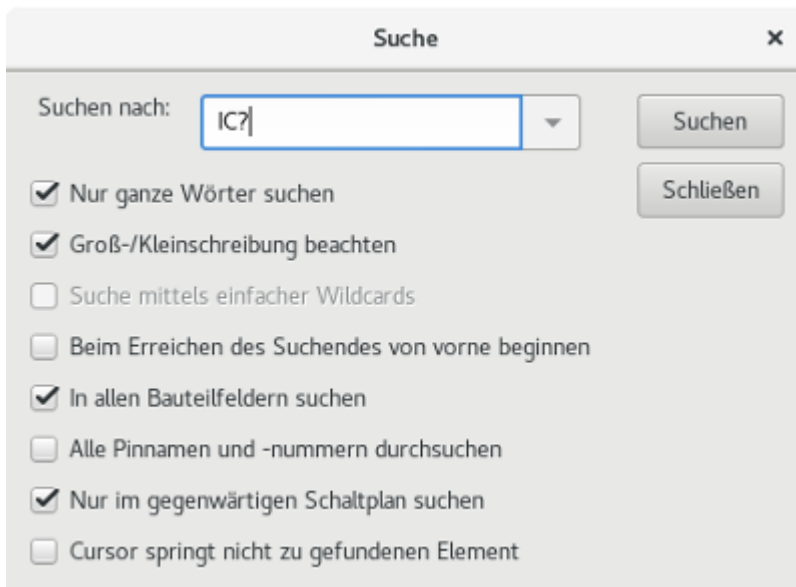 Suche
Suchen nach:
IC?
Suchen
Schließen
Nur ganze Wörter suchen
Groß-/Kleinschreibung beachten
Suche mittels einfacher Wildcards
Beim Erreichen des Suchendes von vorne beginnen
In allen Bauteilfeldern suchen
Alle Pinnamen und -nummern durchsuchen
Nur im gegenwärtigen Schaltplan suchen
Cursor springt nicht zu gefundenen Element